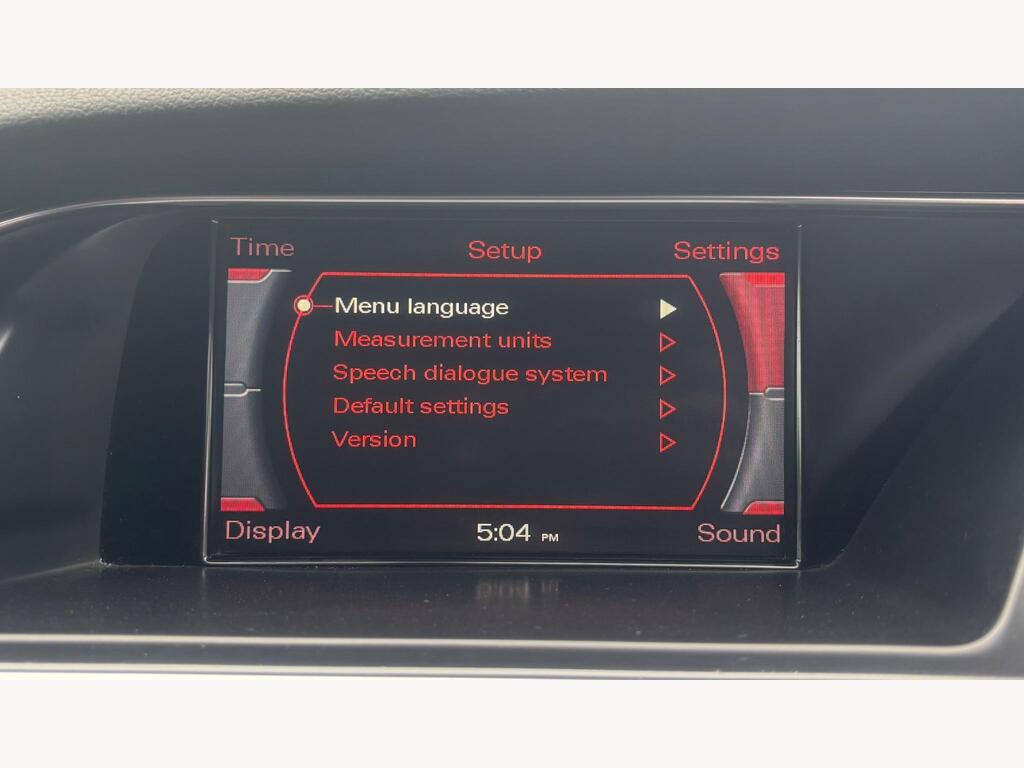 Time Setup Settings
Menu language
Measurement units
Speech dialogue system
Default settings
Version
Display 5:04 PM Sound